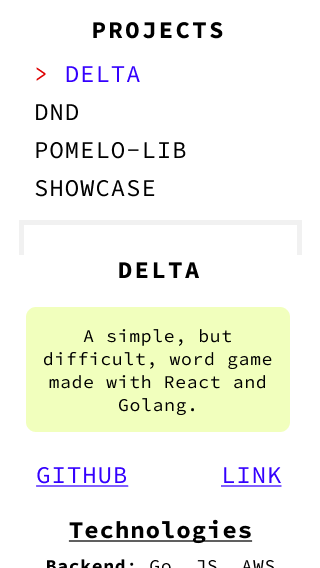 PROJECTS
> DELTA
DND
POMELO-LIB
SHOWCASE
DELTA
A simple, but
difficult, word game
made with React and
Golang.
GITHUB LINK
Technologies
Backend: Go, JS, AWS